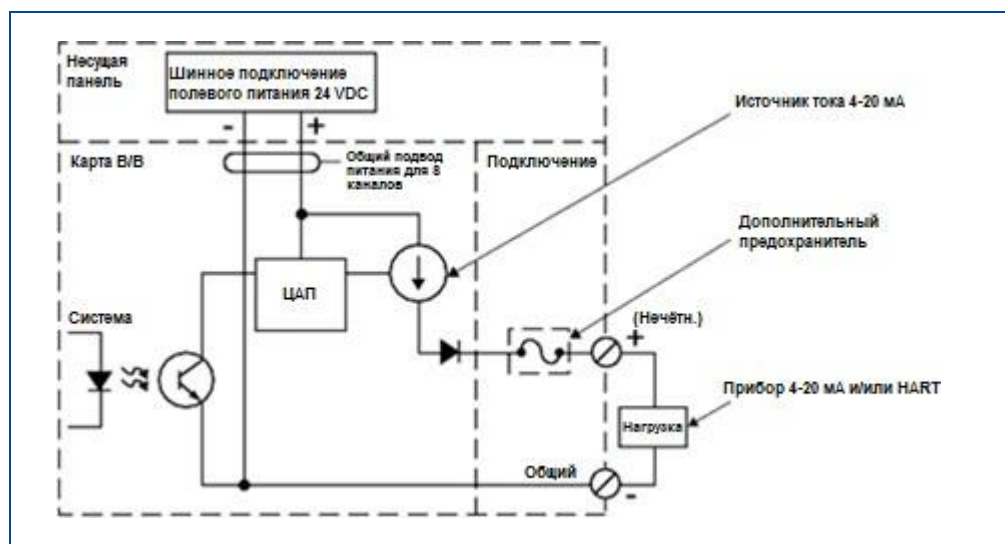 Несущая
панель
Шинное подключение
полевого питания 24 VDC
-
+
Источник тока 4-20 мА
Карта В/В
Общий подвод
питания для 8
каналов
Подключение
Дополнительный
предохранитель
ЦАП
Система
(Нечётн.)
+
Прибор 4-20 мА и/или HART
Нагрузка
Общий
-